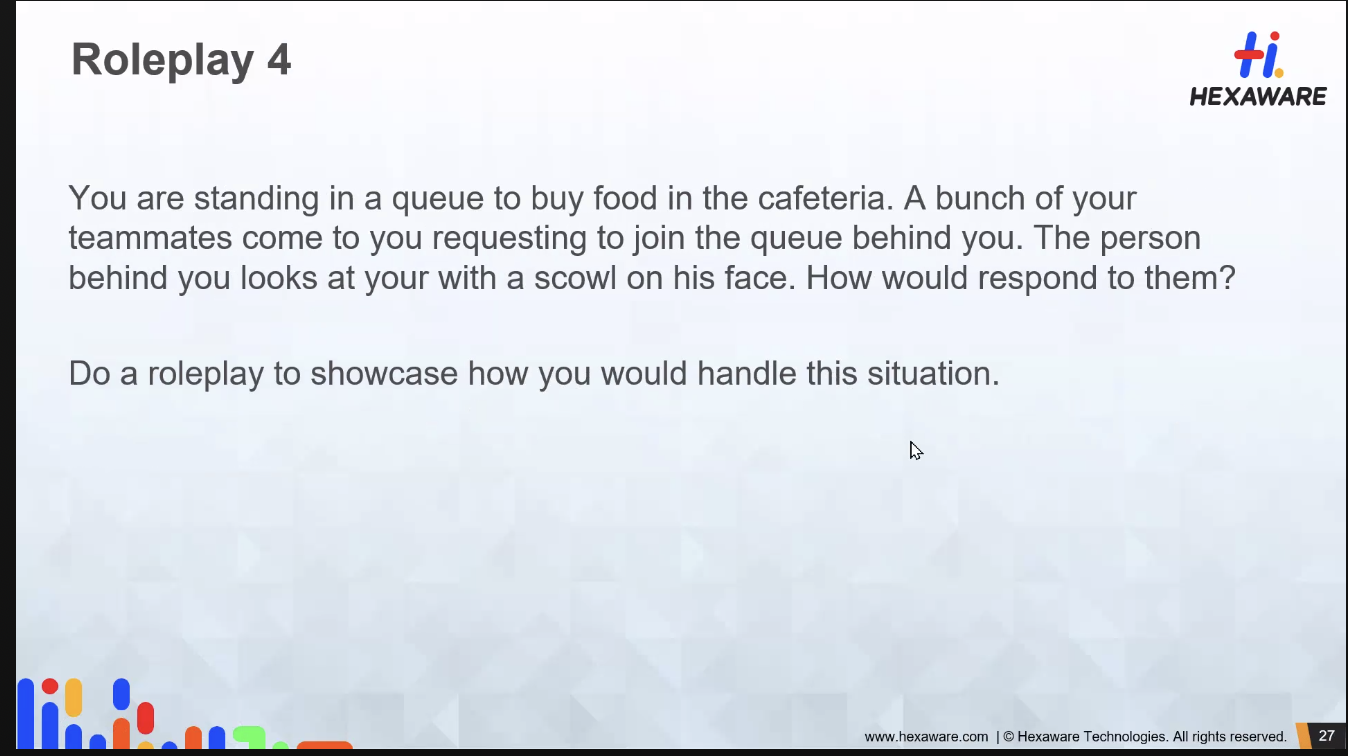 Roleplay 4
HEXAWARE
You are standing in a queue to buy food in the cafeteria. A bunch of your
teammates come to you requesting to join the queue behind you. The person
behind you looks at your with a scowl on his face. How would respond to them?
Do a roleplay to showcase how you would handle this situation.
www.hexaware.com | © Hexaware Technologies. All rights reserved. 27